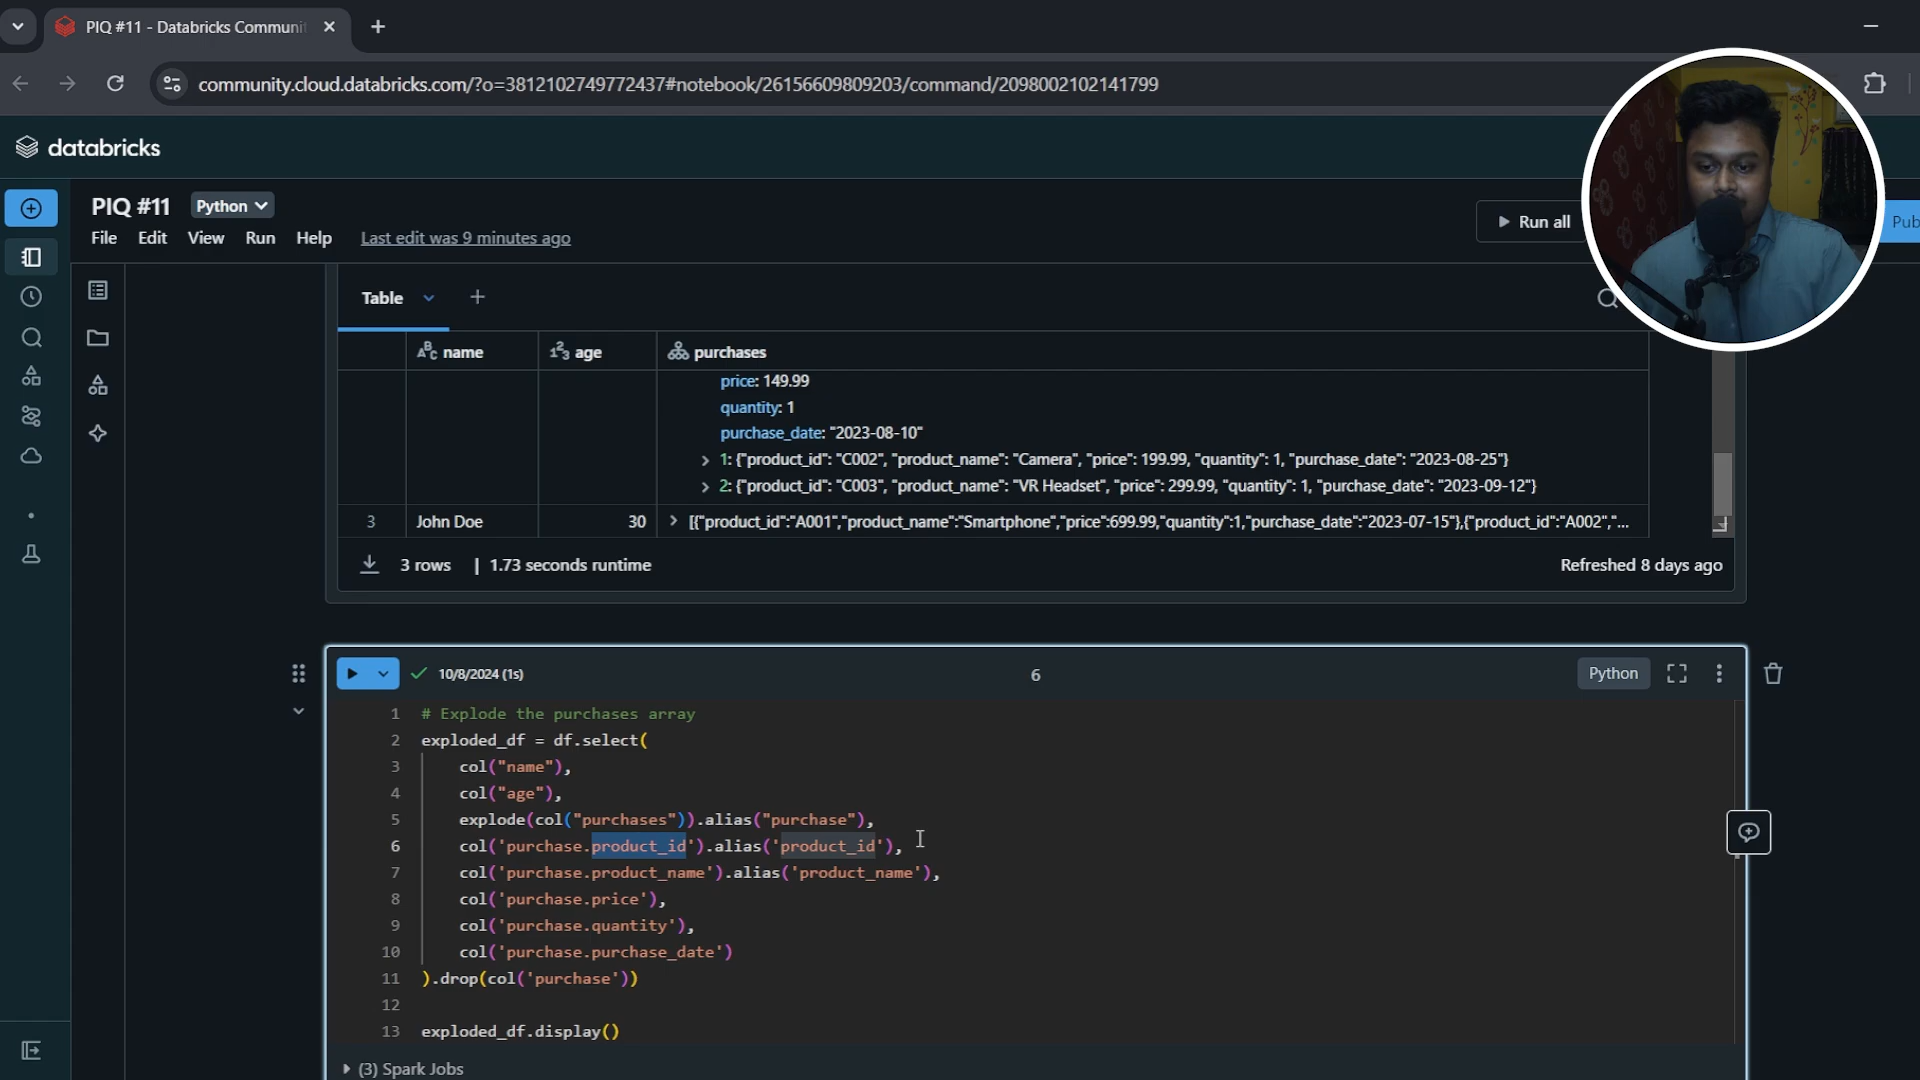 PIQ #11 - Databricks Communi
community.cloud.databricks.com/?o=3812102749772437#notebook/26156609809203/command/2098002102141799
databricks
PIQ #11 Python
Run all
Pub
File Edit View Run Help Last edit was 9 minutes ago
Table
name age purchases
price: 149.99
quantity: 1
purchase_date: "2023-08-10"
1: {"product_id": "C002", "product_name": "Camera", "price": 199.99, "quantity": 1, "purchase_date": "2023-08-25"}
2: {"product_id": "C003", "product_name": "VR Headset", "price": 299.99, "quantity": 1, "purchase_date": "2023-09-12"}
3 John Doe 30 [{"product_id":"A001","product_name":"Smartphone","price":699.99,"quantity":1,"purchase_date":"2023-07-15"},{"product_id":"A002","...
3 rows | 1.73 seconds runtime Refreshed 8 days ago
10/8/2024 (1s) 6 Python
1 # Explode the purchases array
2 exploded_df = df.select(
3 col("name"),
4 col("age"),
5 explode(col("purchases")).alias("purchase"),
6 col('purchase.product_id').alias('product_id'),
7 col('purchase.product_name').alias('product_name'),
8 col('purchase.price'),
9 col('purchase.quantity'),
10 col('purchase.purchase_date')
11 ).drop(col('purchase'))
12
13 exploded_df.display()
(3) Spark Jobs